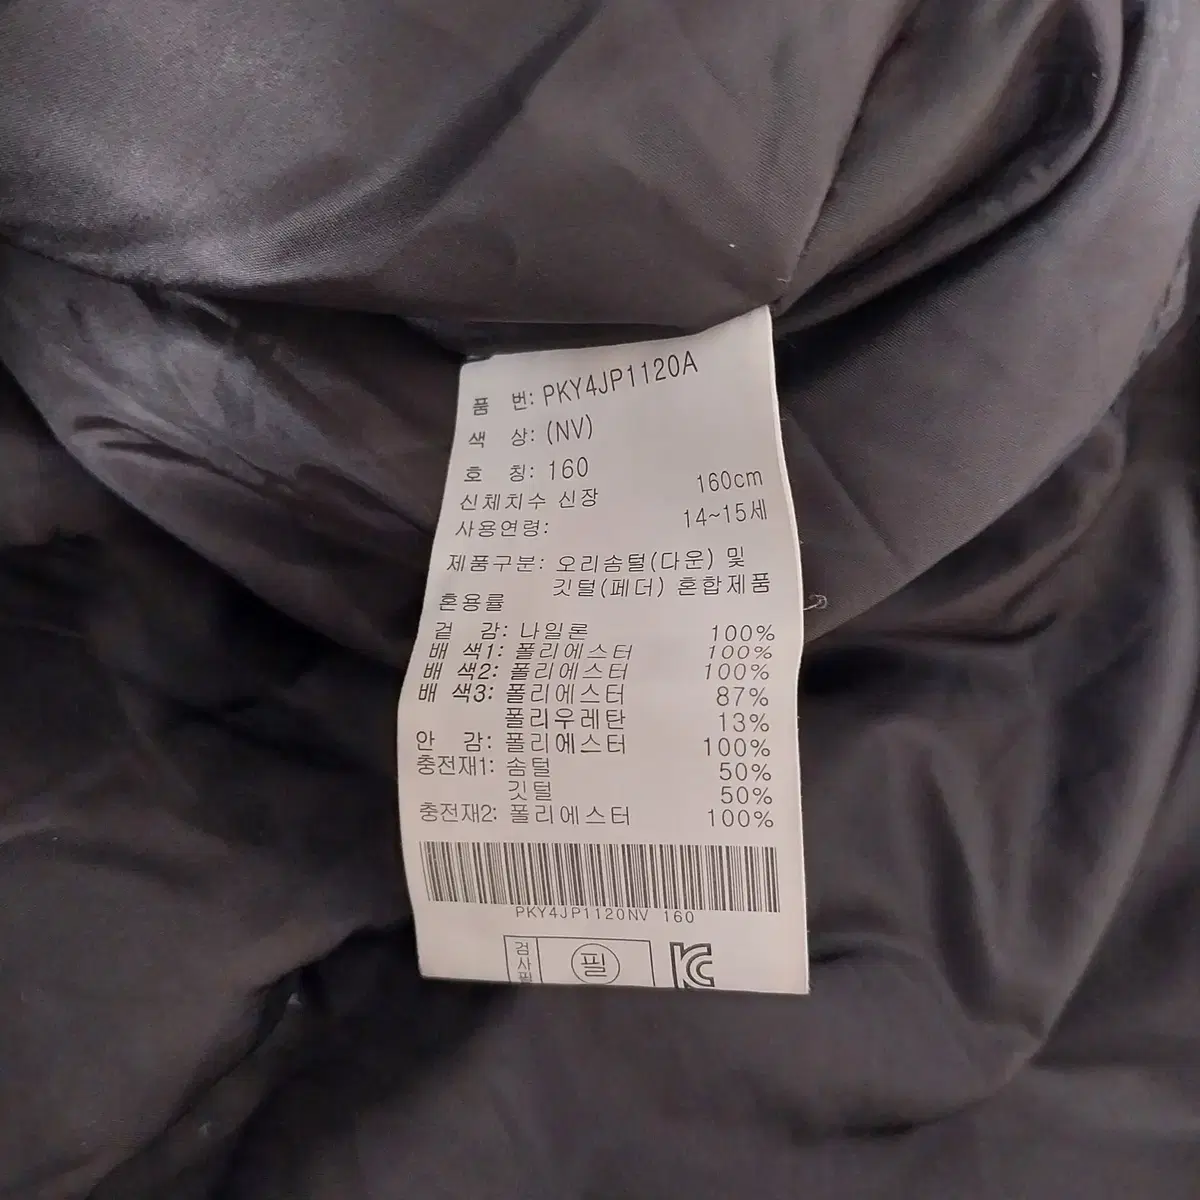 품 번: PKY4JP1120A
색 상: (NV)
호 칭: 160
신체치수 신장 160cm
사용연령: 14~15세
제품구분: 오리솜털(다운) 및
깃털(페더) 혼합제품
혼용률
겉 감: 나일론 100%
배 색1: 폴리에스터 100%
배 색2: 폴리에스터 100%
배 색3: 폴리에스터 87%
폴리우레탄 13%
안 감: 폴리에스터 100%
충전재1: 솜털 50%
깃털 50%
충전재2: 폴리에스터 100%
PKY4JP1120NV 160
검사필 필 KC